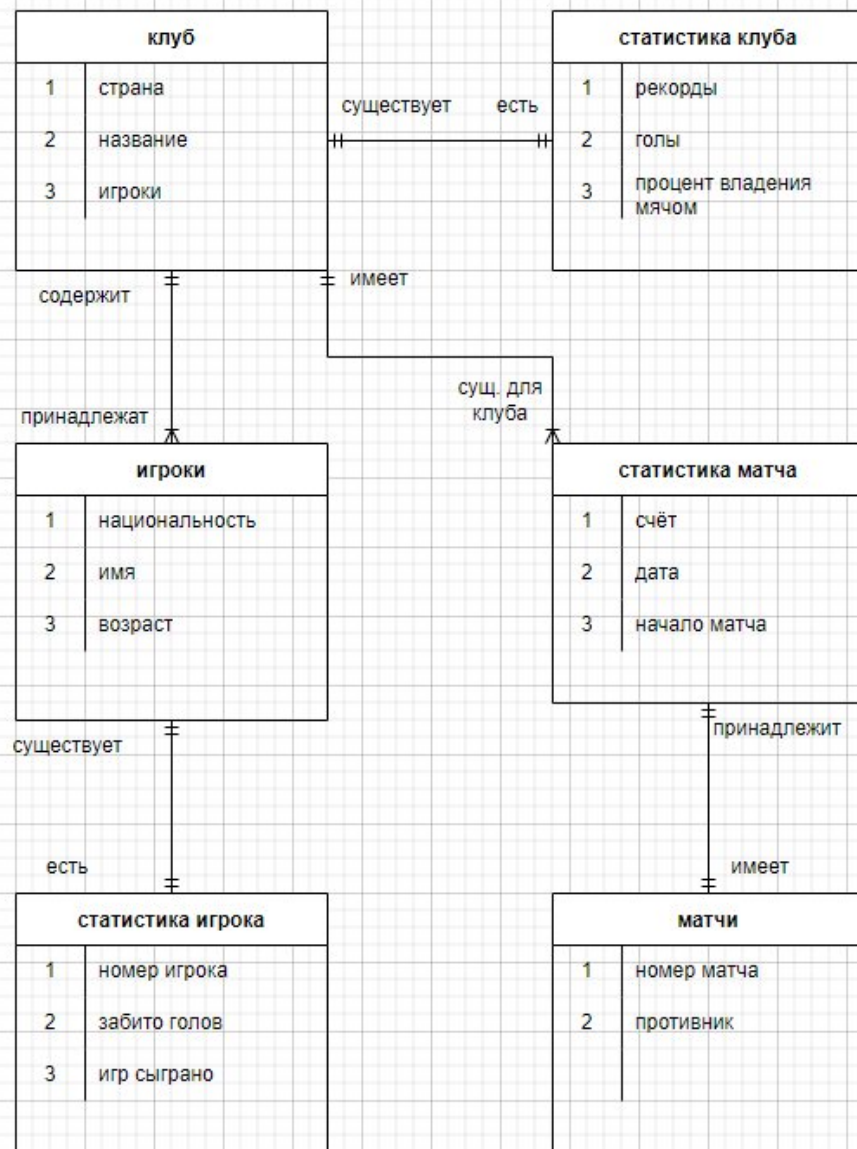 клуб
1 страна
2 название
3 игроки
существует есть
статистика клуба
1 рекорды
2 голы
3 процент владения
мячом
содержит
имеет
принадлежат
сущ. для
клуба
игроки
1 национальность
2 имя
3 возраст
статистика матча
1 счёт
2 дата
3 начало матча
существует
есть
принадлежит
имеет
статистика игрока
1 номер игрока
2 забито голов
3 игр сыграно
матчи
1 номер матча
2 противник